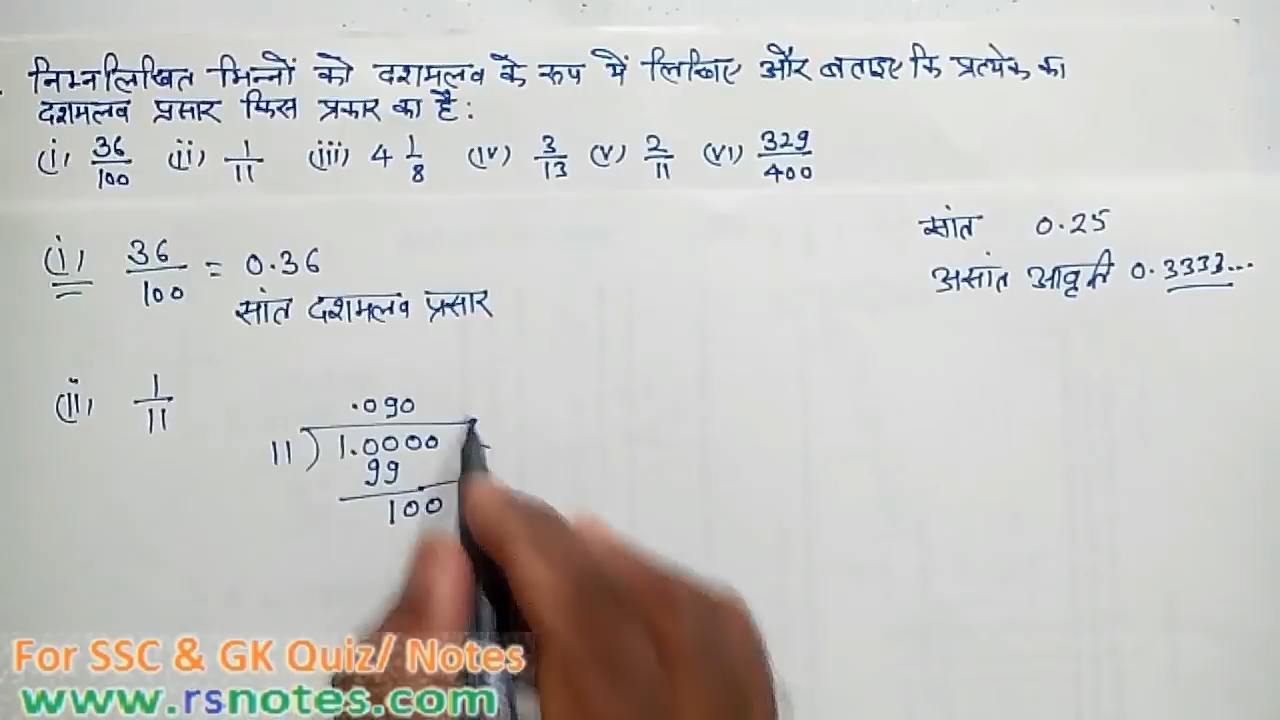 निम्नलिखित भिन्नों को दशमलव के रूप में लिखिए और बताइए कि प्रत्येक का
दशमलव प्रसार किस प्रकार का है:
(i) 36/100 (ii) 1/11 (iii) 4 1/8 (iv) 3/13 (v) 2/11 (vi) 329/400
सांत 0.25
असांत आवृती 0.3333...
(i) 36/100 = 0.36
सांत दशमलव प्रसार
(ii) 1/11
.090
11 ) 1.0000
99
100
For SSC & GK Quiz/ Notes
www.rsnotes.com